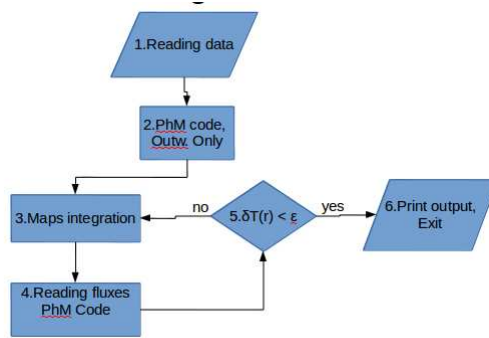 1.Reading data
2.PhM code,
Outw. Only
3.Maps integration
no
5.δT(r) < ε
yes
6.Print output,
Exit
4.Reading fluxes
PhM Code